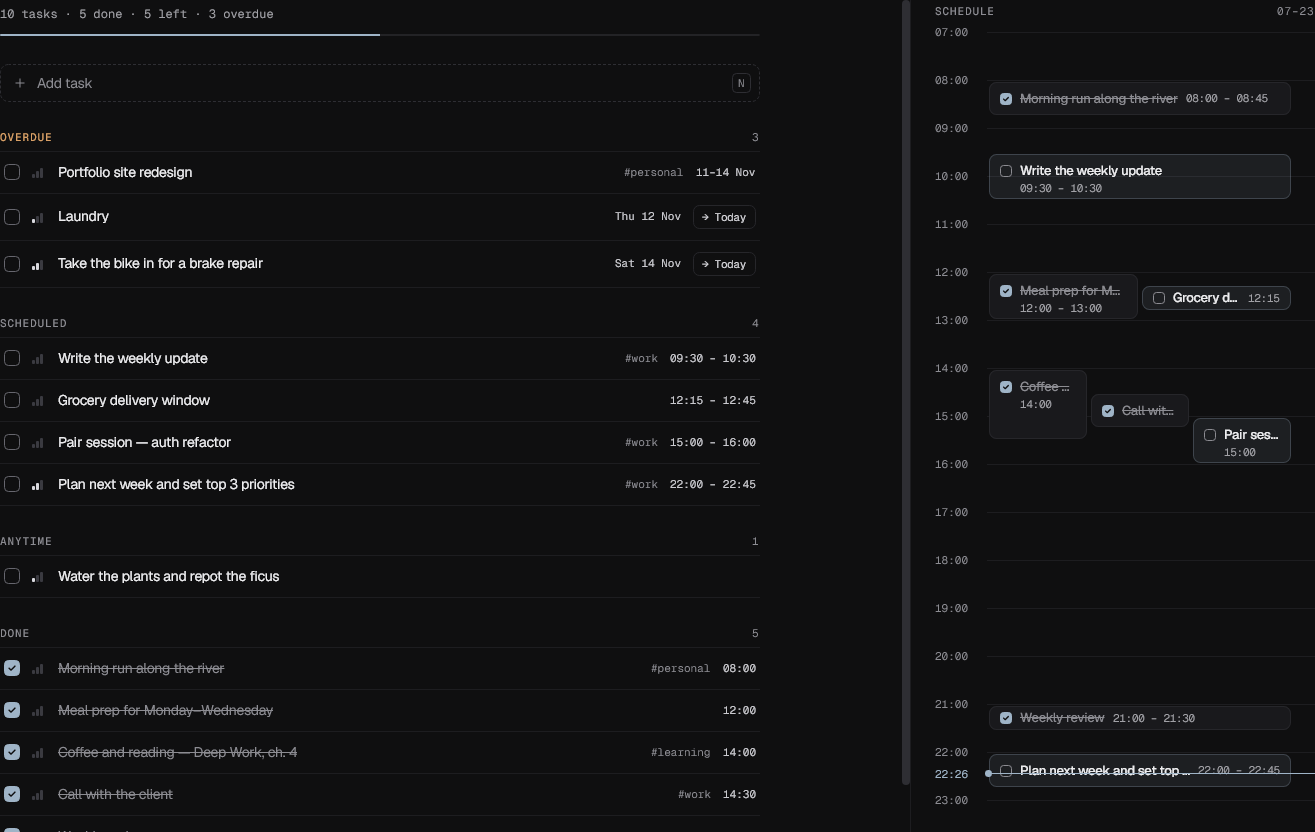 10 tasks · 5 done · 5 left · 3 overdue
+ Add task N
OVERDUE 3
Portfolio site redesign #personal 11–14 Nov
Laundry Thu 12 Nov → Today
Take the bike in for a brake repair Sat 14 Nov → Today
SCHEDULED 4
Write the weekly update #work 09:30 – 10:30
Grocery delivery window 12:15 – 12:45
Pair session — auth refactor #work 15:00 – 16:00
Plan next week and set top 3 priorities #work 22:00 – 22:45
ANYTIME 1
Water the plants and repot the ficus
DONE 5
Morning run along the river #personal 08:00
Meal prep for Monday–Wednesday 12:00
Coffee and reading — Deep Work, ch. 4 #learning 14:00
Call with the client #work 14:30
SCHEDULE 07–23
07:00
08:00
Morning run along the river 08:00 – 08:45
09:00
Write the weekly update
10:00
09:30 – 10:30
11:00
12:00
Meal prep for M… Grocery d… 12:15
12:00 – 13:00
13:00
14:00
Coffee …
14:00
Call wit…
15:00
Pair ses…
15:00
16:00
17:00
18:00
19:00
20:00
21:00
Weekly review 21:00 – 21:30
22:00
Plan next week and set top … 22:00 – 22:45
22:26
23:00